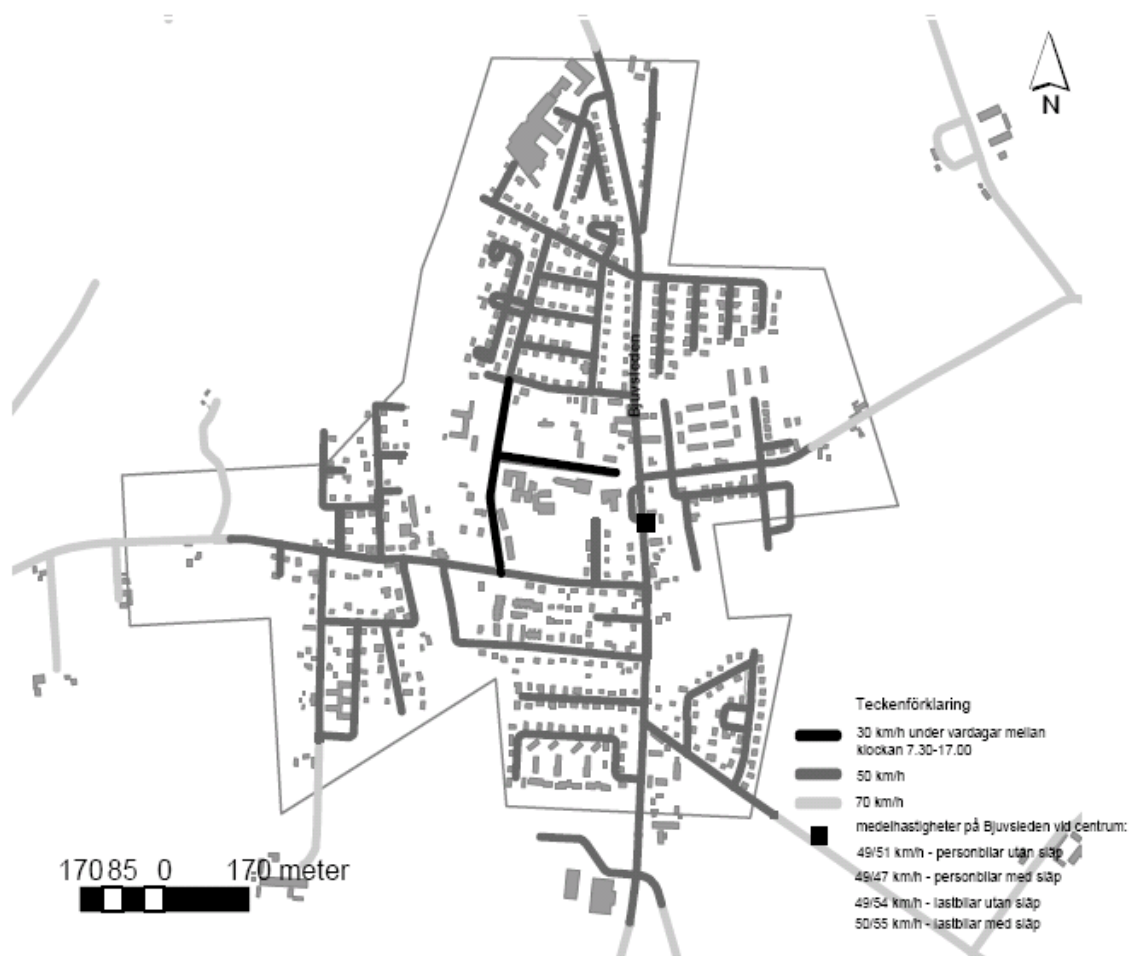 N
Bjuvsleden
Teckenförklaring
30 km/h under vardagar mellan
klockan 7.30-17.00
50 km/h
70 km/h
medelhastigheter på Bjuvsleden vid centrum:
49/51 km/h - personbilar utan släp
49/47 km/h - personbilar med släp
49/54 km/h - lastbilar utan släp
50/55 km/h - lastbilar med släp
170 85 0 170 meter